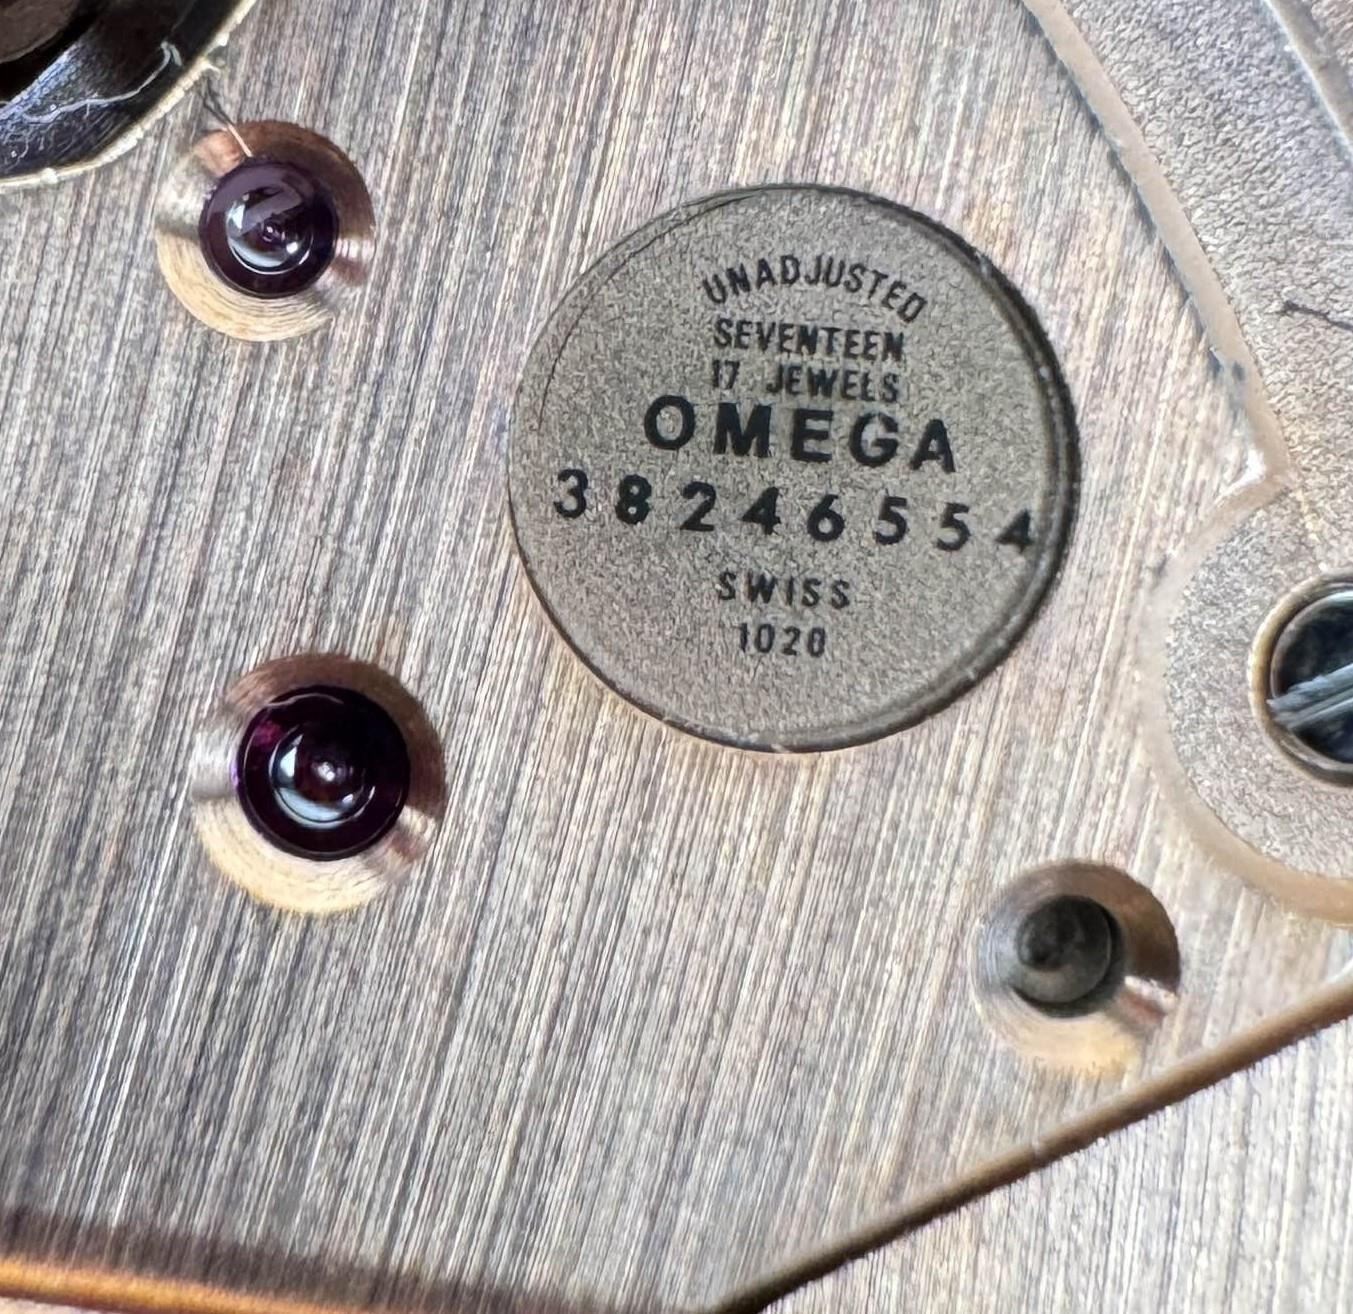 UNADJUSTED
SEVENTEEN
17 JEWELS
OMEGA
38246554
SWISS
1020